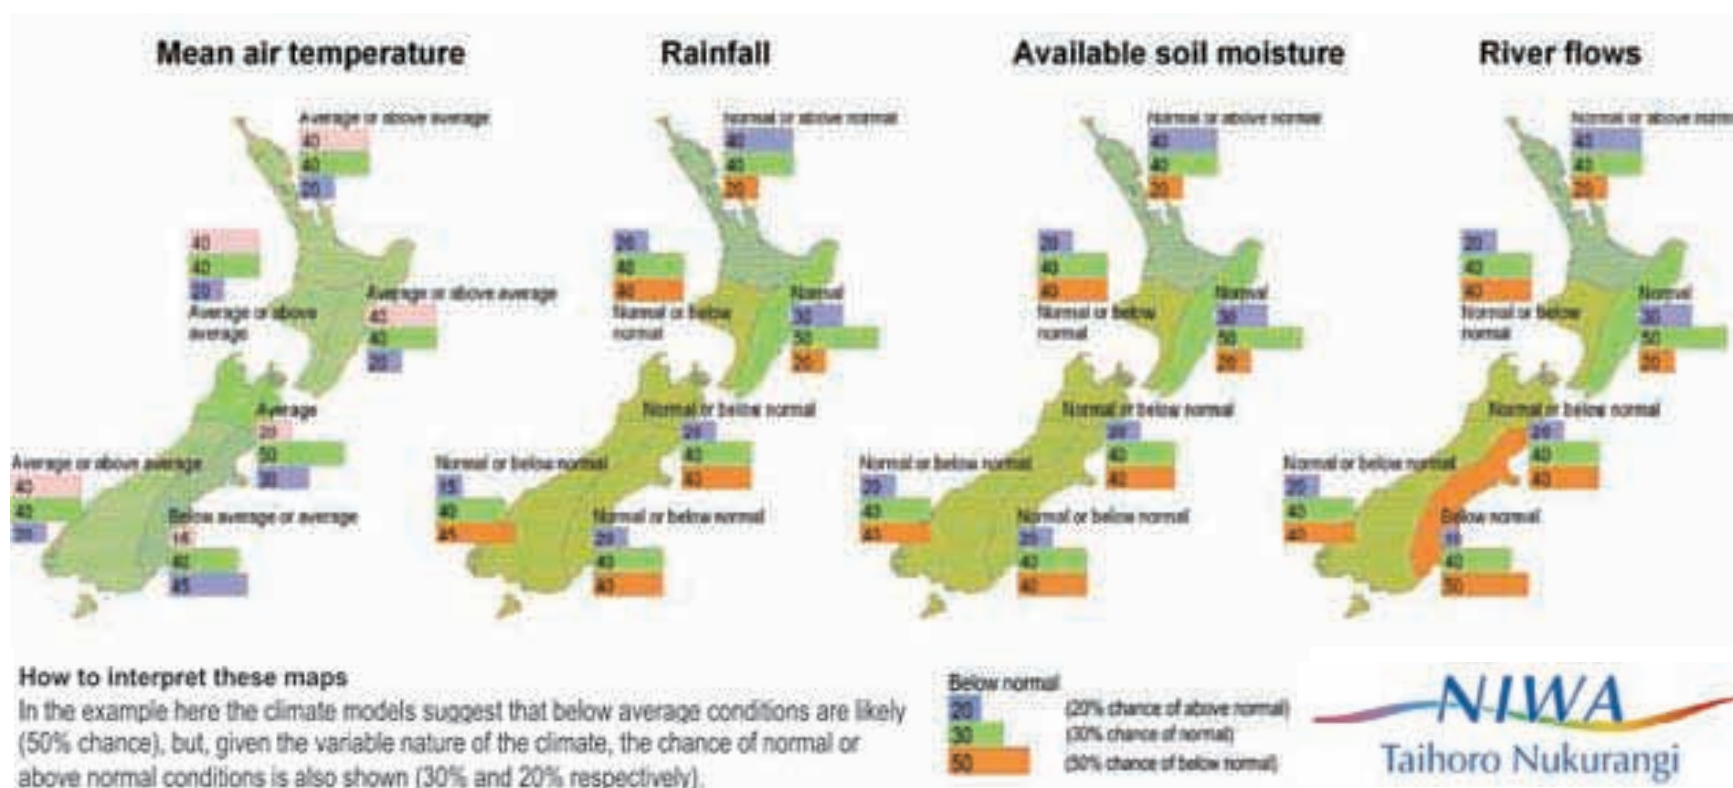 Mean air temperature
Average or above average
40
40
20
40
40
20
Average or above
average
Average or above average
40
40
20
Average
20
50
30
Average or above average
40
40
20
Below average or average
15
40
45
Rainfall
Normal or above normal
40
40
20
20
40
40
Normal or below
normal
Normal
30
50
20
Normal or below normal
20
40
40
Normal or below normal
15
40
45
Normal or below normal
20
40
40
Available soil moisture
Normal or above normal
40
40
20
20
40
40
Normal or below
normal
Normal
30
50
20
Normal or below normal
20
40
40
Normal or below normal
20
40
40
Normal or below normal
20
40
40
River flows
Normal or above
40
40
20
20
40
40
Normal or below
normal
Normal
30
50
20
Normal or below normal
20
40
40
Normal or below normal
20
40
40
Below normal
10
40
50
How to interpret these maps
In the example here the climate models suggest that below average conditions are likely
(50% chance), but, given the variable nature of the climate, the chance of normal or
above normal conditions is also shown (30% and 20% respectively).
Below normal
20 (20% chance of above normal)
30 (30% chance of normal)
50 (50% chance of below normal)
NIWA
Taihoro Nukurangi